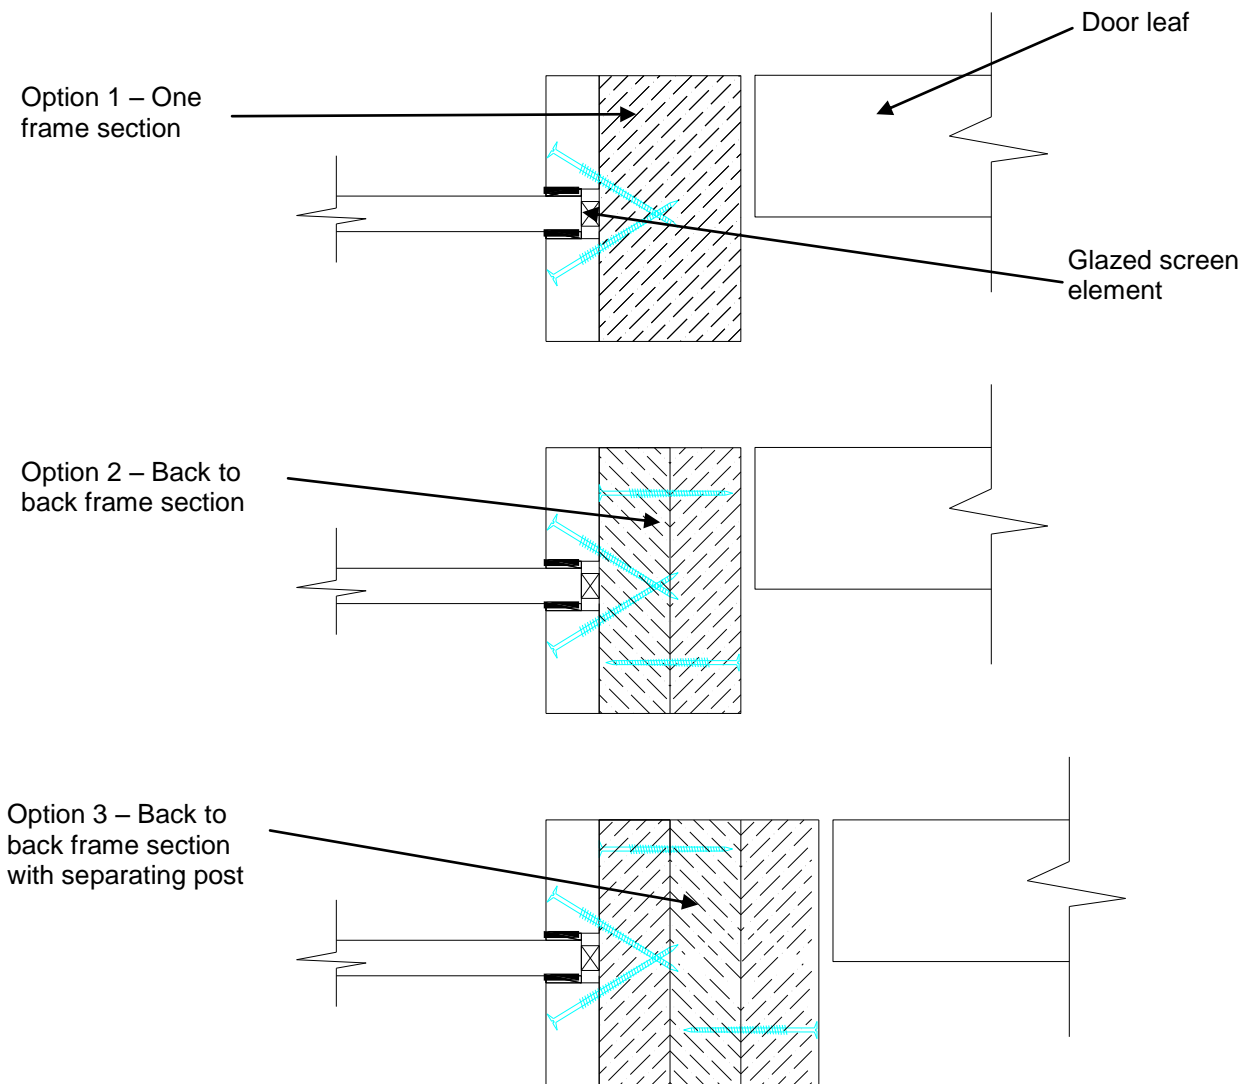 Door leaf
Option 1 – One
frame section
Glazed screen
element
Option 2 – Back to
back frame section
Option 3 – Back to
back frame section
with separating post